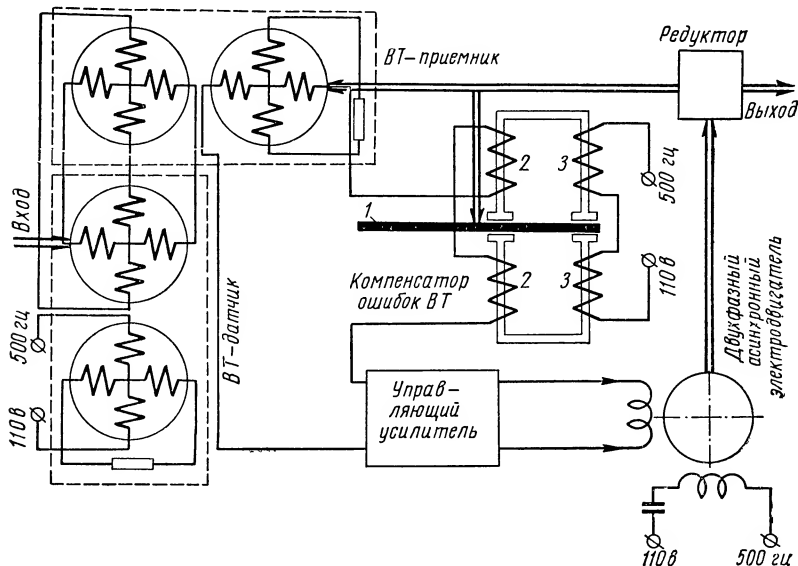 ВТ-приемник
Редуктор
Выход
2
3
500 гц
1
Вход
Компенсатор
ошибок ВТ
2
3
110 в
ВТ-датчик
500 гц
110 в
Управ-
ляющий
усилитель
Двухфазный
асинхронный
электродвигатель
110 в
500 гц